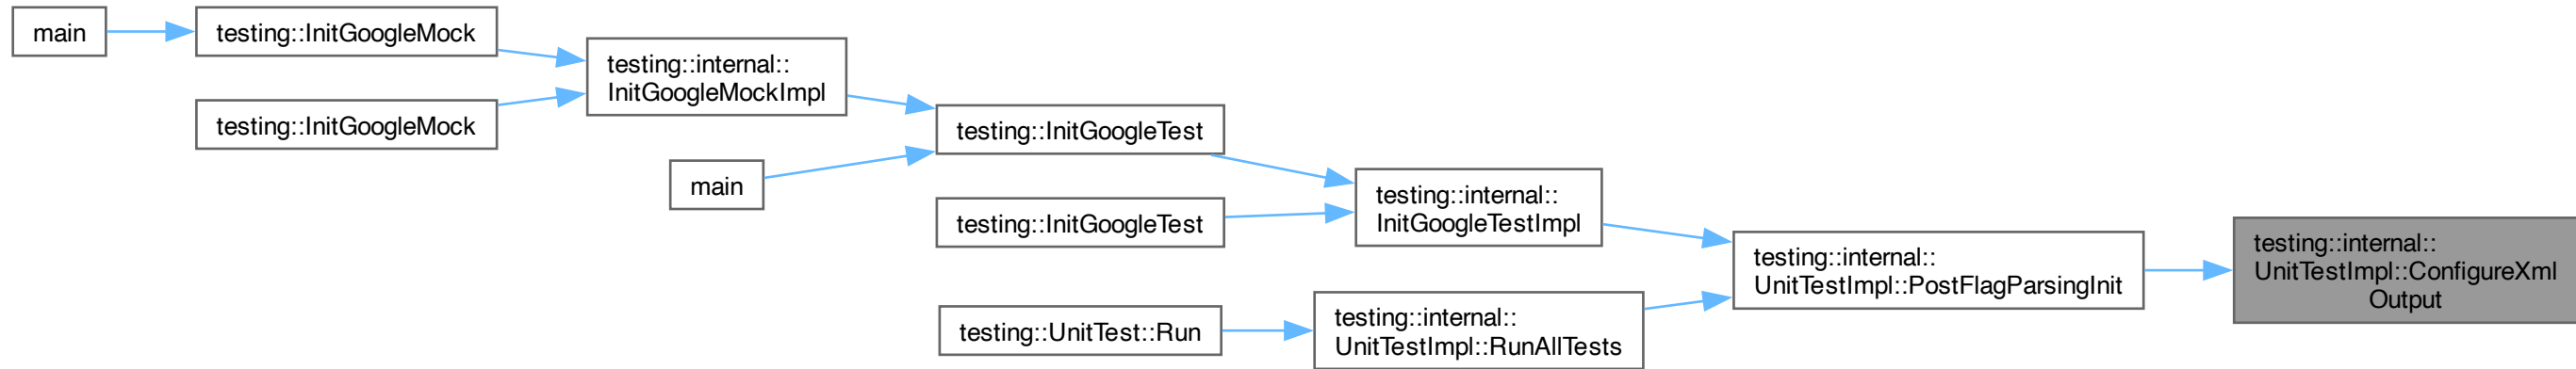 main
testing::InitGoogleMock
testing::InitGoogleMock
testing::internal::
InitGoogleMockImpl
main
testing::InitGoogleTest
testing::InitGoogleTest
testing::UnitTest::Run
testing::internal::
InitGoogleTestImpl
testing::internal::
UnitTestImpl::RunAllTests
testing::internal::
UnitTestImpl::PostFlagParsingInit
testing::internal::
UnitTestImpl::ConfigureXml
Output